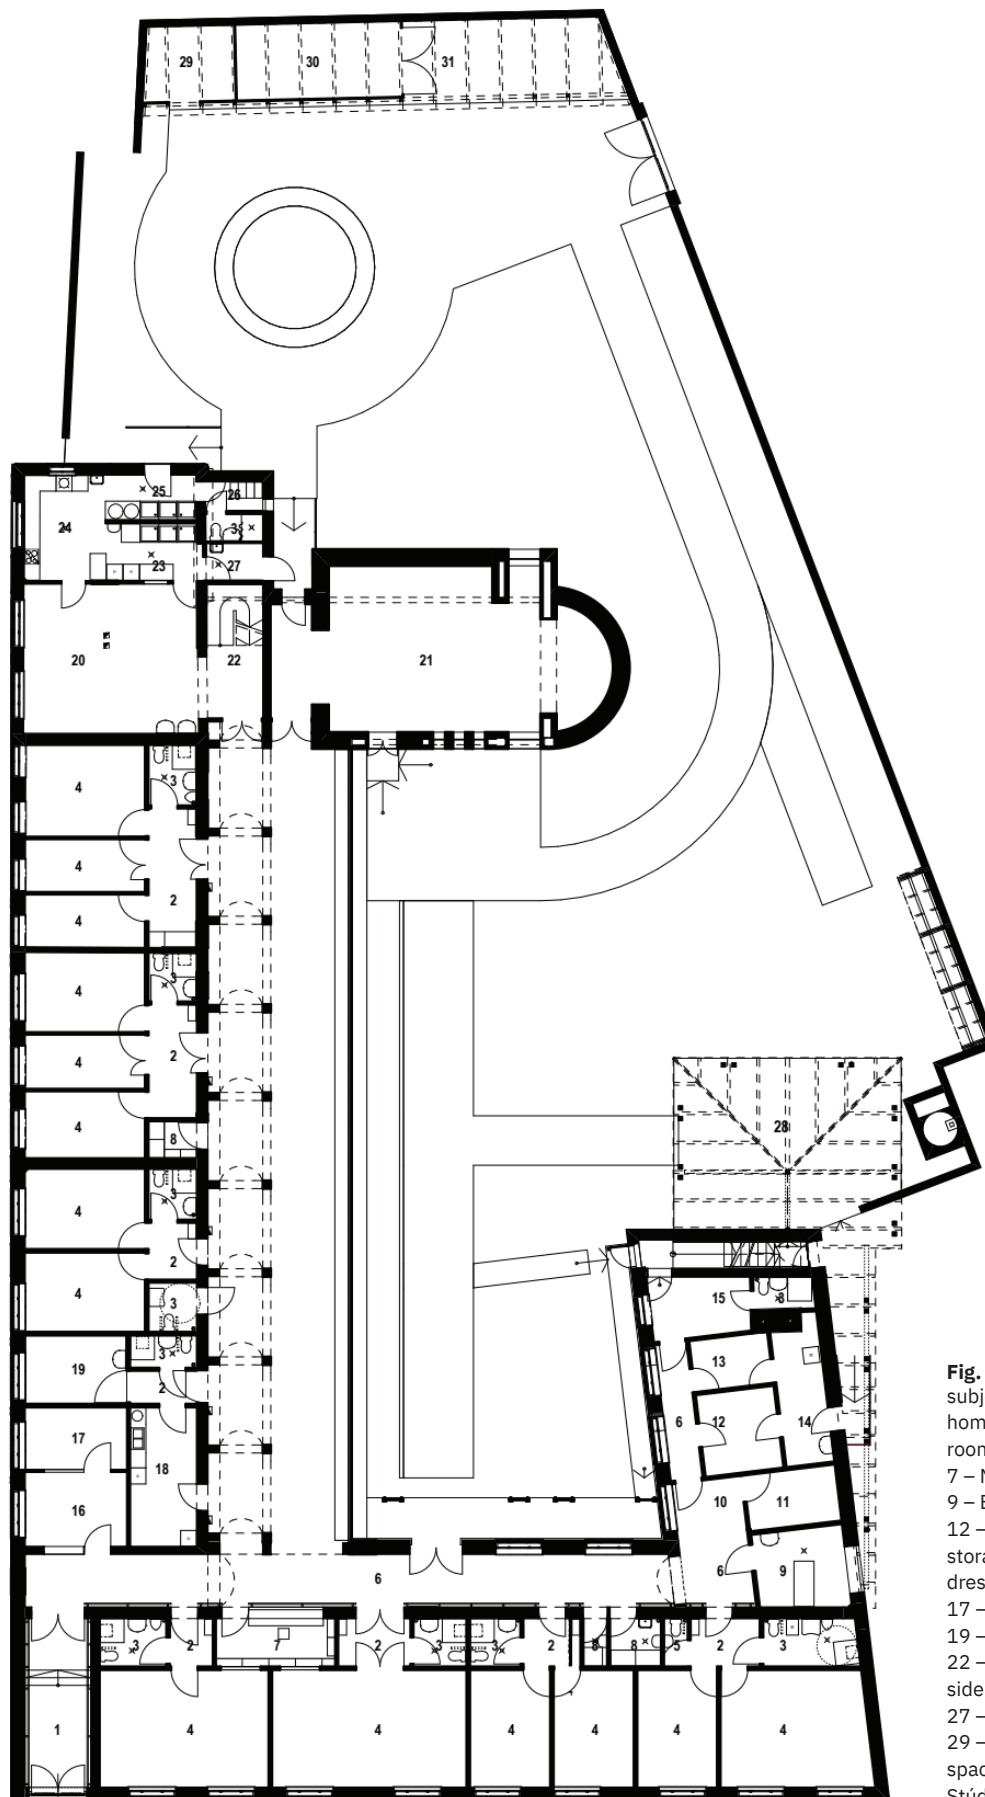 29 30 31
25
26
24
3
23 27
20 22 21
4 3
4
2
4
3
4
4 2
4
8
28
3
4
2
4
3
15 8
3
19
2
13
6 12 14
17
18
16
10 11
9
6 6
3 2 7 2 3 3 2 8 8 5 2 3
1 4 4 4 4 4 4
Fig.
subj
hom
room
7 – N
9 – E
12 –
stora
dres
17 –
19 –
22 –
side
27 –
29 –
spac